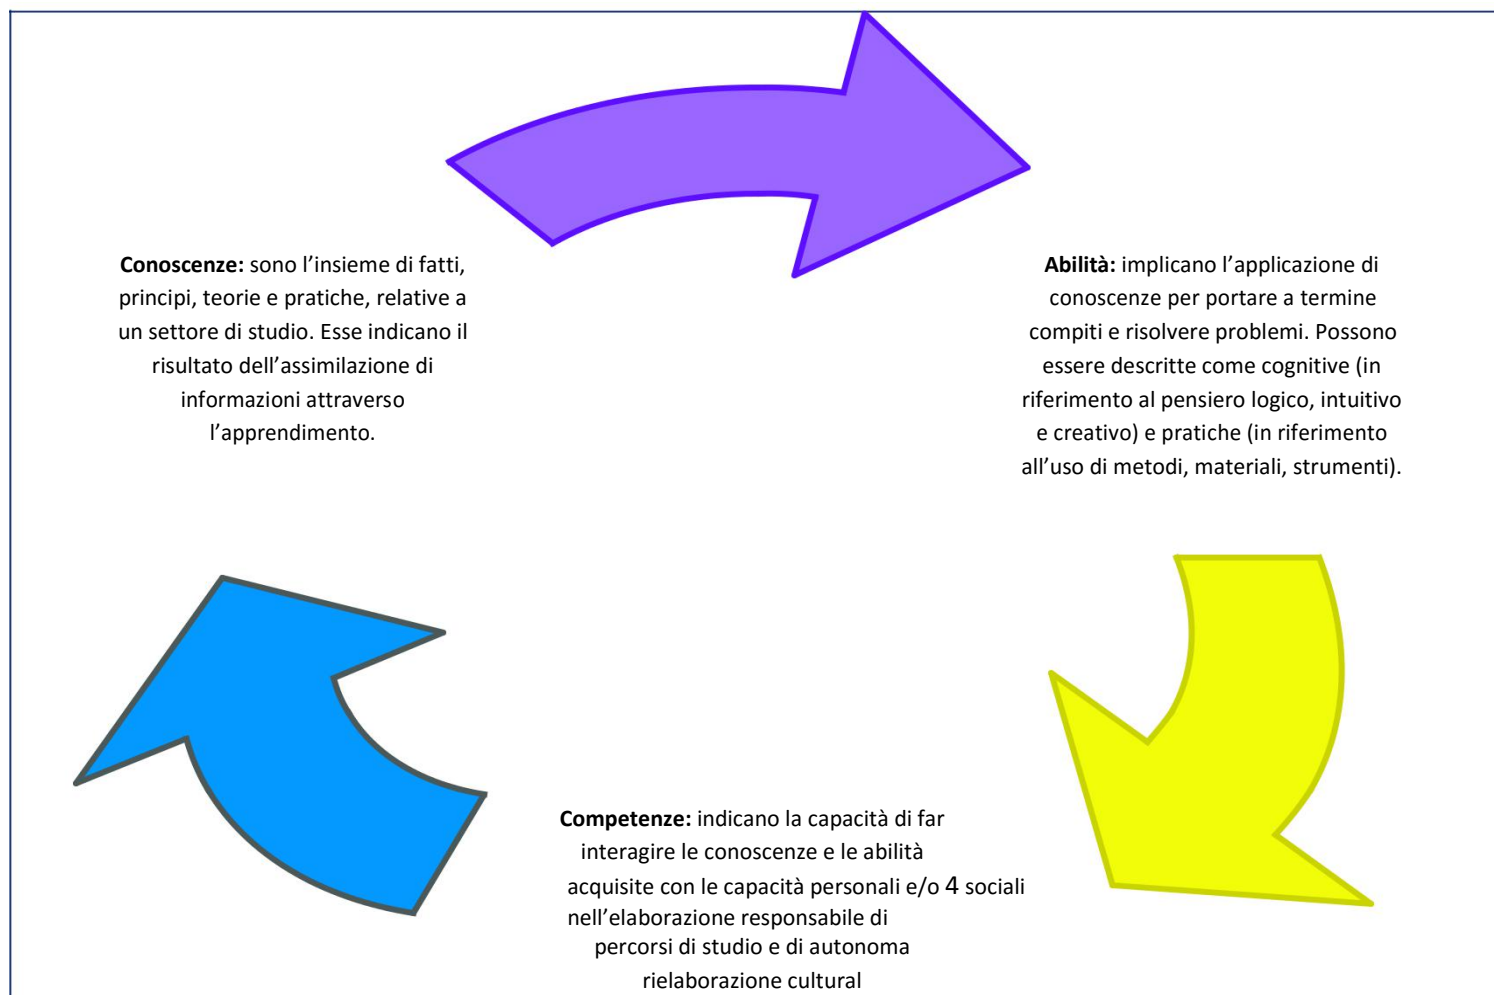 Conoscenze: sono l’insieme di fatti,
principi, teorie e pratiche, relative a
un settore di studio. Esse indicano il
risultato dell’assimilazione di
informazioni attraverso
l’apprendimento.
Abilità: implicano l’applicazione di
conoscenze per portare a termine
compiti e risolvere problemi. Possono
essere descritte come cognitive (in
riferimento al pensiero logico, intuitivo
e creativo) e pratiche (in riferimento
all’uso di metodi, materiali, strumenti).
Competenze: indicano la capacità di far
interagire le conoscenze e le abilità
acquisite con le capacità personali e/o 4 sociali
nell’elaborazione responsabile di
percorsi di studio e di autonoma
rielaborazione cultural